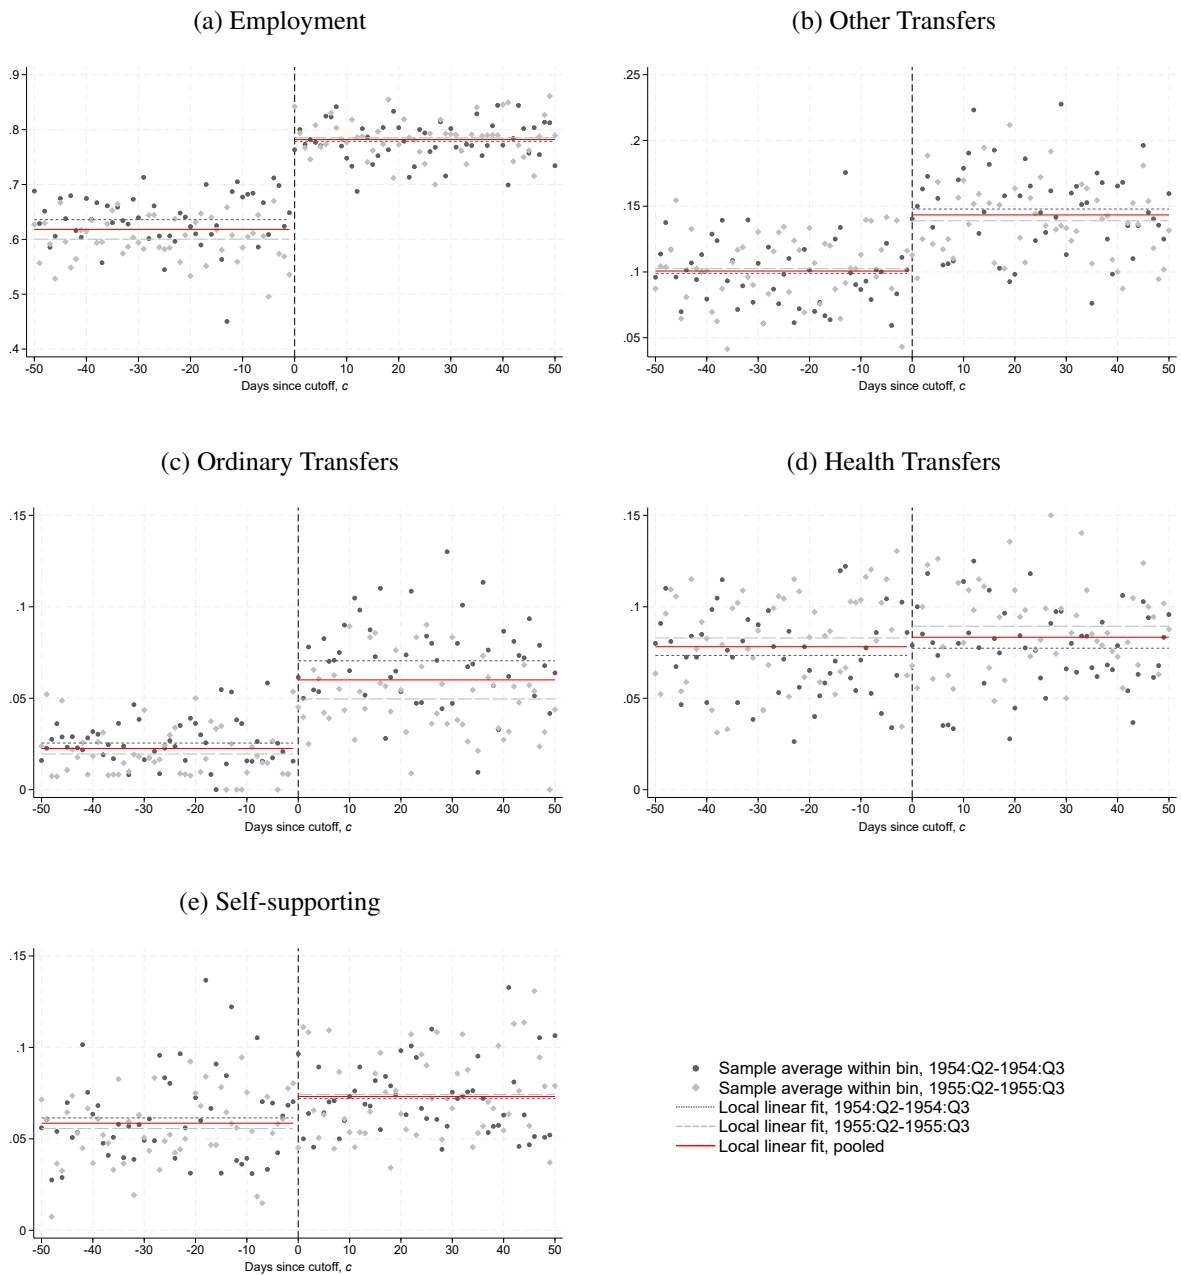 (a) Employment
(b) Other Transfers
.9
.8
.7
.6
.5
.4
-50 -40 -30 -20 -10 0 10 20 30 40 50
Days since cutoff, c
.25
.2
.15
.1
.05
-50 -40 -30 -20 -10 0 10 20 30 40 50
Days since cutoff, c
(c) Ordinary Transfers
(d) Health Transfers
.15
.1
.05
0
-50 -40 -30 -20 -10 0 10 20 30 40 50
Days since cutoff, c
.15
.1
.05
0
-50 -40 -30 -20 -10 0 10 20 30 40 50
Days since cutoff, c
(e) Self-supporting
.15
.1
.05
0
-50 -40 -30 -20 -10 0 10 20 30 40 50
Days since cutoff, c
Sample average within bin, 1954:Q2-1954:Q3
Sample average within bin, 1955:Q2-1955:Q3
Local linear fit, 1954:Q2-1954:Q3
Local linear fit, 1955:Q2-1955:Q3
Local linear fit, pooled